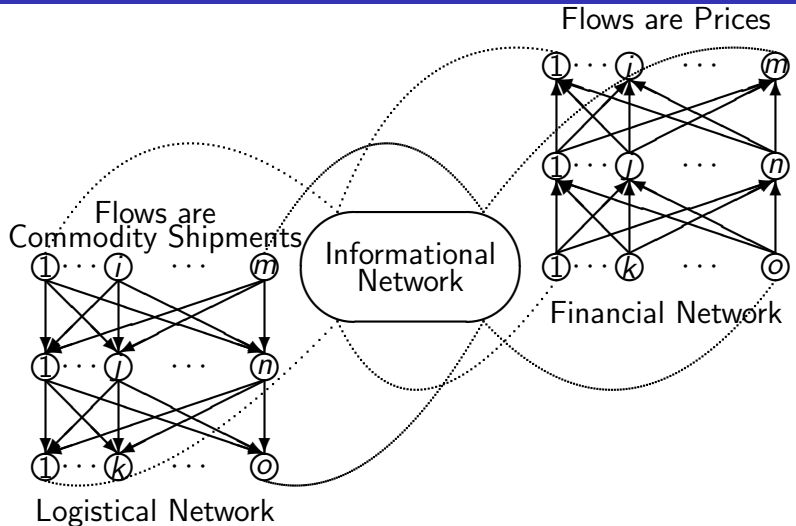 Flows are Prices
1 · · · i · · · m
1 · · · j · · · n
1 · · · k · · · o
Financial Network
Informational
Network
Flows are
Commodity Shipments
1 · · · i · · · m
1 · · · j · · · n
1 · · · k · · · o
Logistical Network